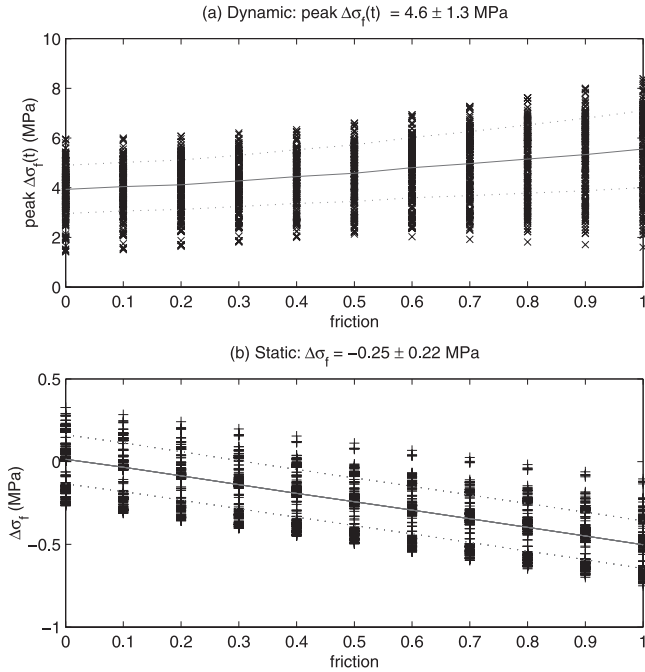 (a) Dynamic: peak Δσf(t) = 4.6 ± 1.3 MPa
peak Δσf(t) (MPa)
10
8
6
4
2
0
0 0.1 0.2 0.3 0.4 0.5 0.6 0.7 0.8 0.9 1
friction
(b) Static: Δσf = −0.25 ± 0.22 MPa
Δσf (MPa)
0.5
0
−0.5
−1
0 0.1 0.2 0.3 0.4 0.5 0.6 0.7 0.8 0.9 1
friction